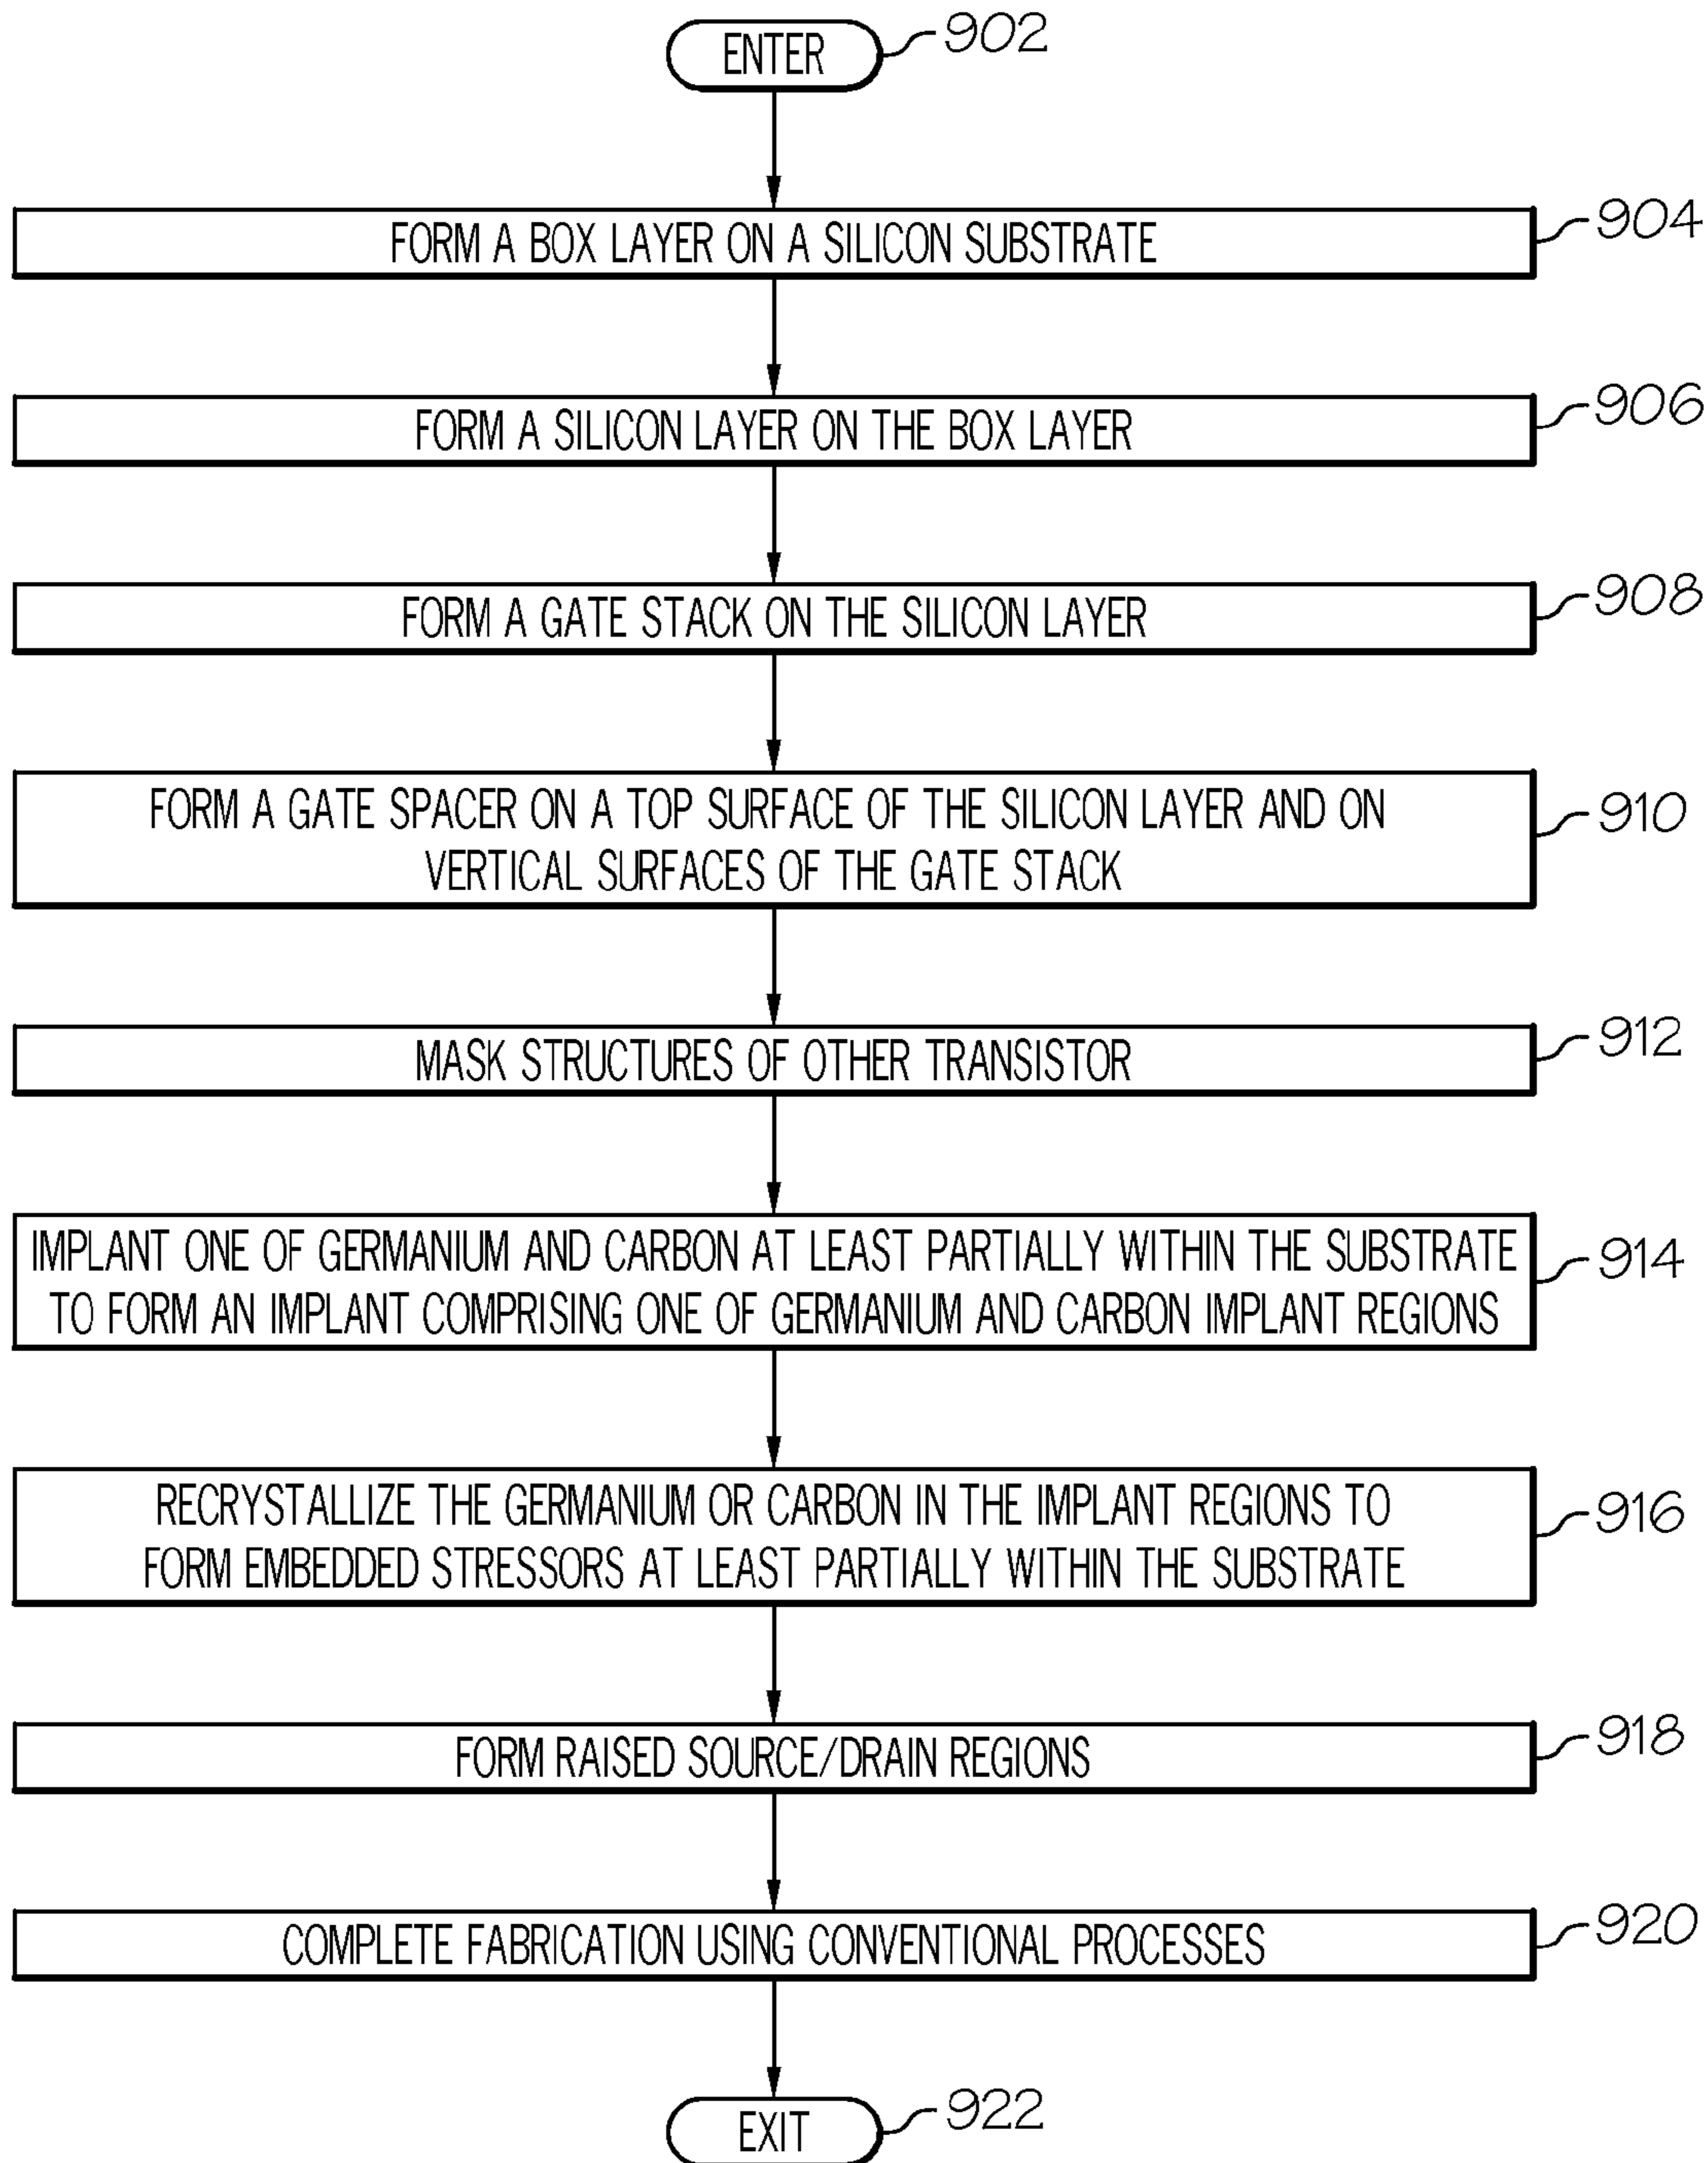 ENTER
902
FORM A BOX LAYER ON A SILICON SUBSTRATE
904
FORM A SILICON LAYER ON THE BOX LAYER
906
FORM A GATE STACK ON THE SILICON LAYER
908
FORM A GATE SPACER ON A TOP SURFACE OF THE SILICON LAYER AND ON
VERTICAL SURFACES OF THE GATE STACK
910
MASK STRUCTURES OF OTHER TRANSISTOR
912
IMPLANT ONE OF GERMANIUM AND CARBON AT LEAST PARTIALLY WITHIN THE SUBSTRATE
TO FORM AN IMPLANT COMPRISING ONE OF GERMANIUM AND CARBON IMPLANT REGIONS
914
RECRYSTALLIZE THE GERMANIUM OR CARBON IN THE IMPLANT REGIONS TO
FORM EMBEDDED STRESSORS AT LEAST PARTIALLY WITHIN THE SUBSTRATE
916
FORM RAISED SOURCE/DRAIN REGIONS
918
COMPLETE FABRICATION USING CONVENTIONAL PROCESSES
920
EXIT
922